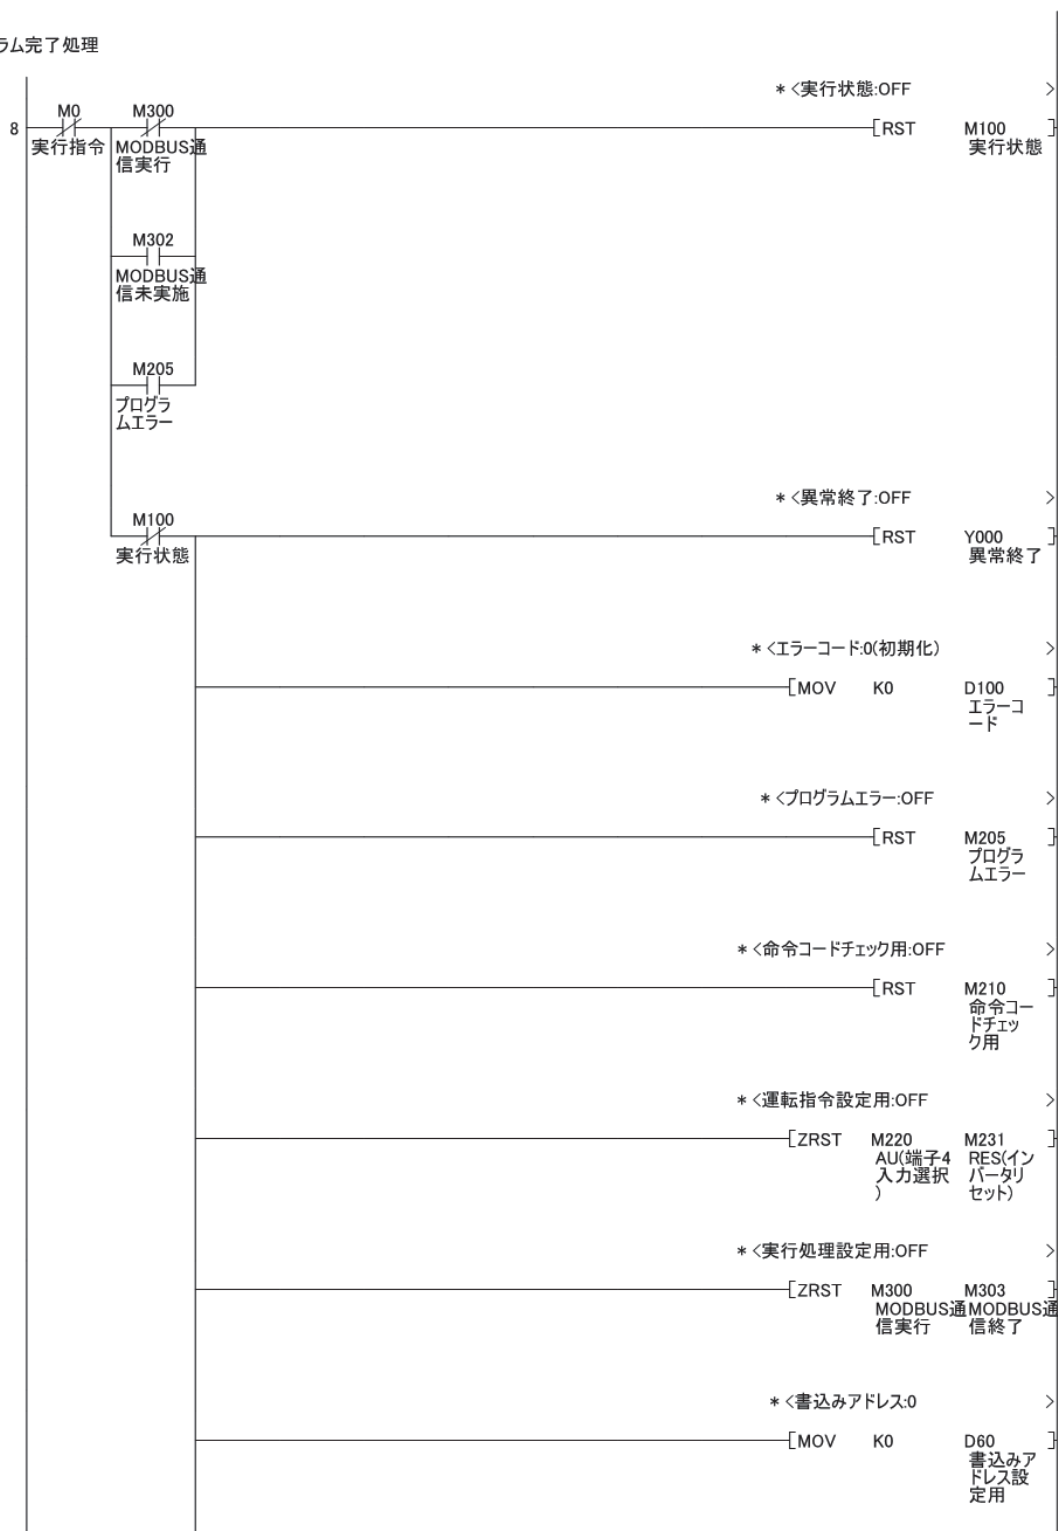 ラム完了処理
* <実行状態:OFF >
8 M0 M300 [RST M100 ]
実行指令 MODBUS通 実行状態
信実行
M302
MODBUS通
信未実施
M205
プログラ
ムエラー
* <異常終了:OFF >
M100 [RST Y000 ]
実行状態 異常終了
* <エラーコード:0(初期化) >
[MOV K0 D100 ]
エラーコ
ード
* <プログラムエラー:OFF >
[RST M205 ]
プログラ
ムエラー
* <命令コードチェック用:OFF >
[RST M210 ]
命令コー
ドチェッ
ク用
* <運転指令設定用:OFF >
[ZRST M220 M231 ]
AU(端子4 RES(イン
入力選択 バータリ
) セット)
* <実行処理設定用:OFF >
[ZRST M300 M303 ]
MODBUS通 MODBUS通
信実行 信終了
* <書込みアドレス:0 >
[MOV K0 D60 ]
書込みア
ドレス設
定用